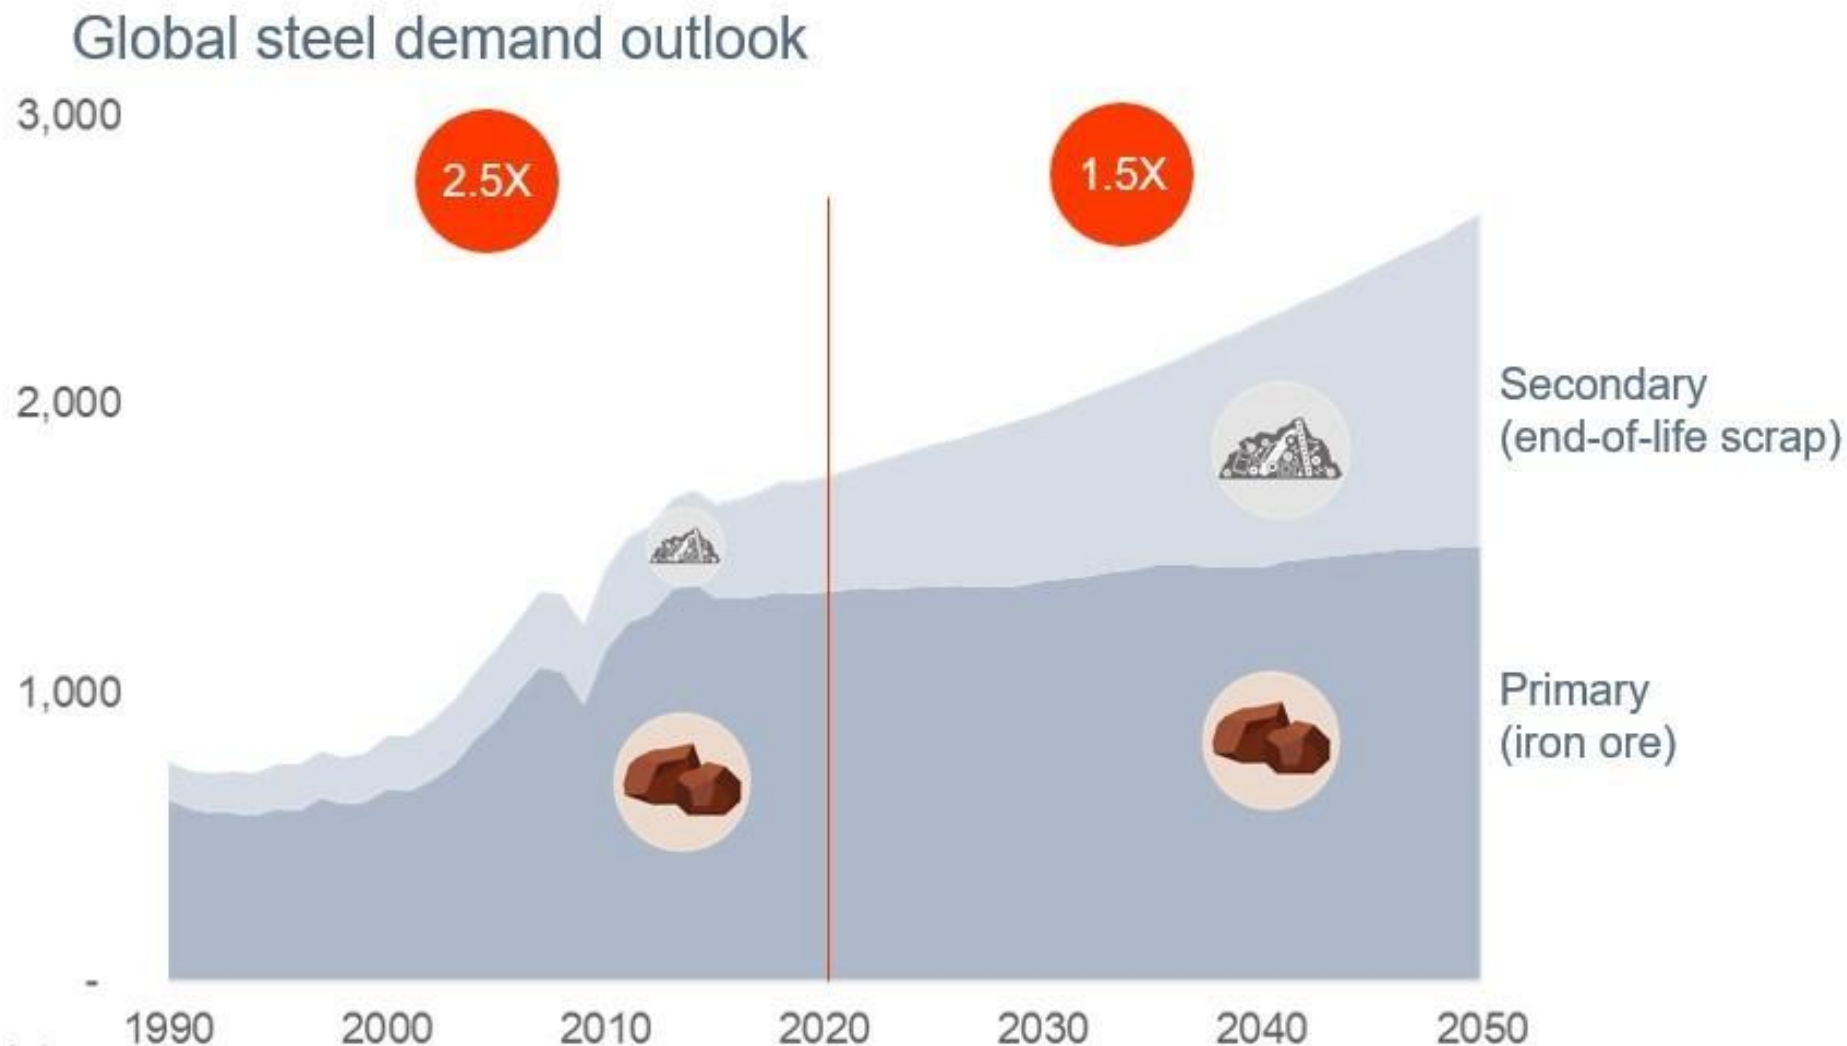 Global steel demand outlook
3,000
2.5X
1.5X
2,000
Secondary
(end-of-life scrap)
1,000
Primary
(iron ore)
-
1990 2000 2010 2020 2030 2040 2050